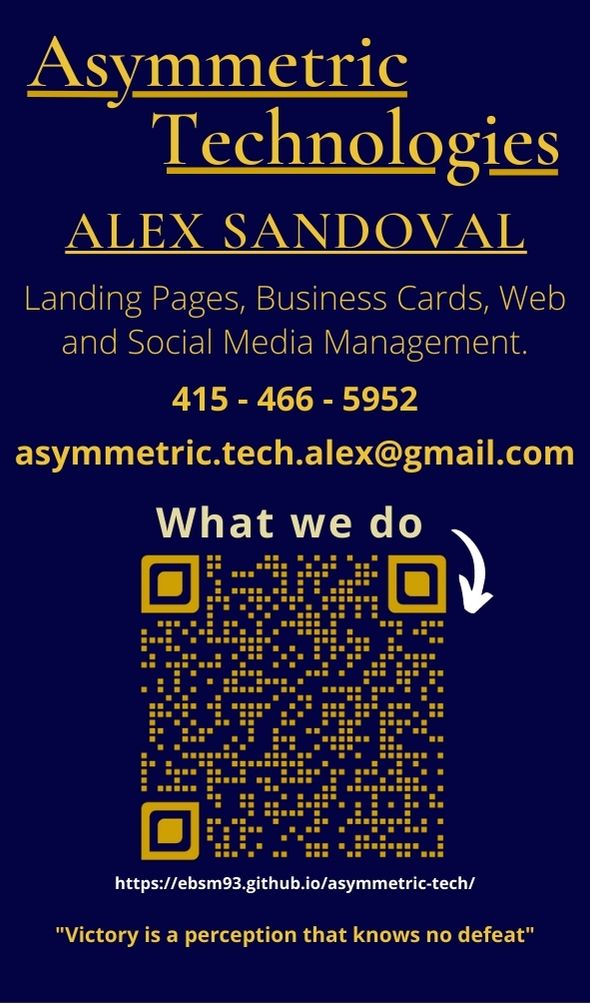 Asymmetric
Technologies
ALEX SANDOVAL
Landing Pages, Business Cards, Web
and Social Media Management.
415 - 466 - 5952
asymmetric.tech.alex@gmail.com
What we do
https://ebsm93.github.io/asymmetric-tech/
"Victory is a perception that knows no defeat"